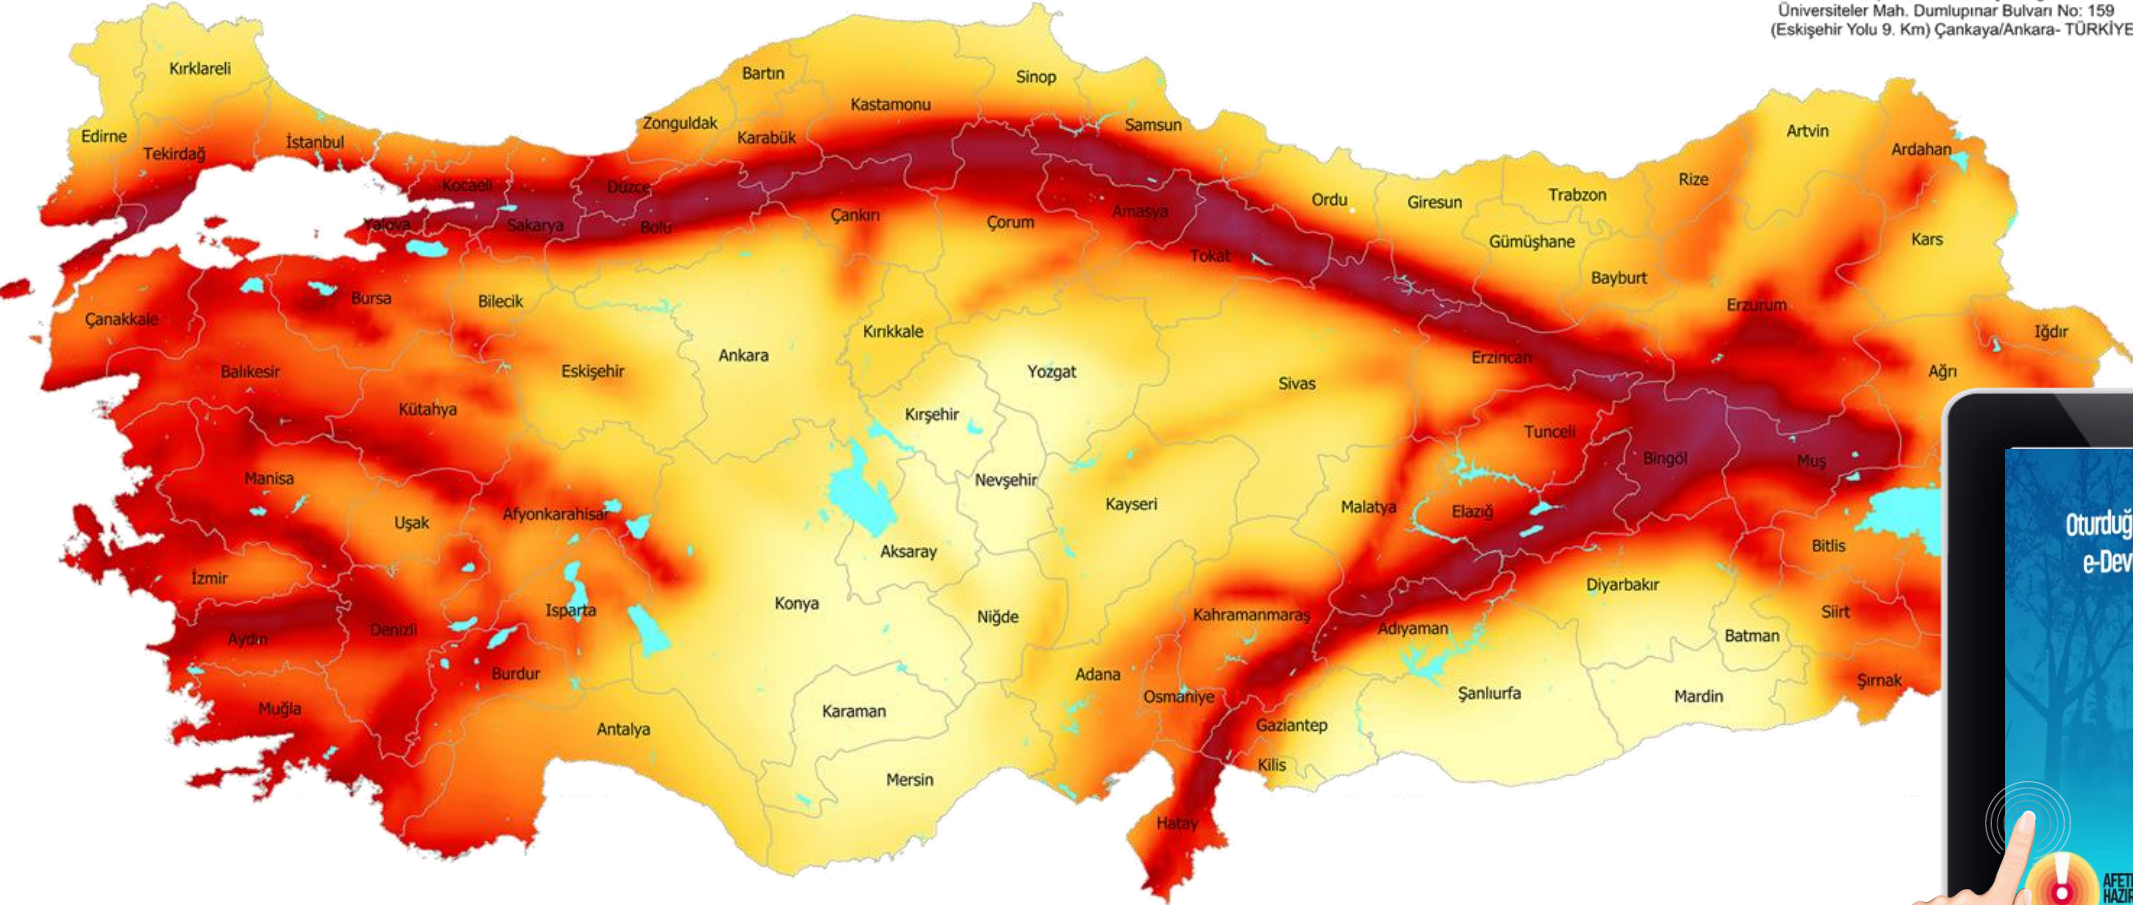 Üniversiteler Mah. Dumlupınar Bulvarı No: 159
(Eskişehir Yolu 9. Km) Çankaya/Ankara- TÜRKİYE
Kırklareli
Edirne
Tekirdağ
İstanbul
Kocaeli
Yalova
Sakarya
Düzce
Bolu
Zonguldak
Bartın
Karabük
Kastamonu
Sinop
Samsun
Çankırı
Çorum
Amasya
Tokat
Ordu
Giresun
Trabzon
Gümüşhane
Bayburt
Rize
Artvin
Ardahan
Kars
Erzurum
Iğdır
Ağrı
Çanakkale
Bursa
Bilecik
Balıkesir
Kütahya
Eskişehir
Ankara
Kırıkkale
Yozgat
Kırşehir
Sivas
Erzincan
Tunceli
Bingöl
Muş
Manisa
Uşak
Afyonkarahisar
Nevşehir
Kayseri
Malatya
Elazığ
Aksaray
Bitlis
Diyarbakır
İzmir
Isparta
Konya
Niğde
Kahramanmaraş
Adıyaman
Siirt
Batman
Aydın
Denizli
Burdur
Adana
Osmaniye
Şanlıurfa
Mardin
Şırnak
Muğla
Antalya
Karaman
Gaziantep
Kilis
Mersin
Hatay
Oturduğ
e-Dev
AFET
HAZIR